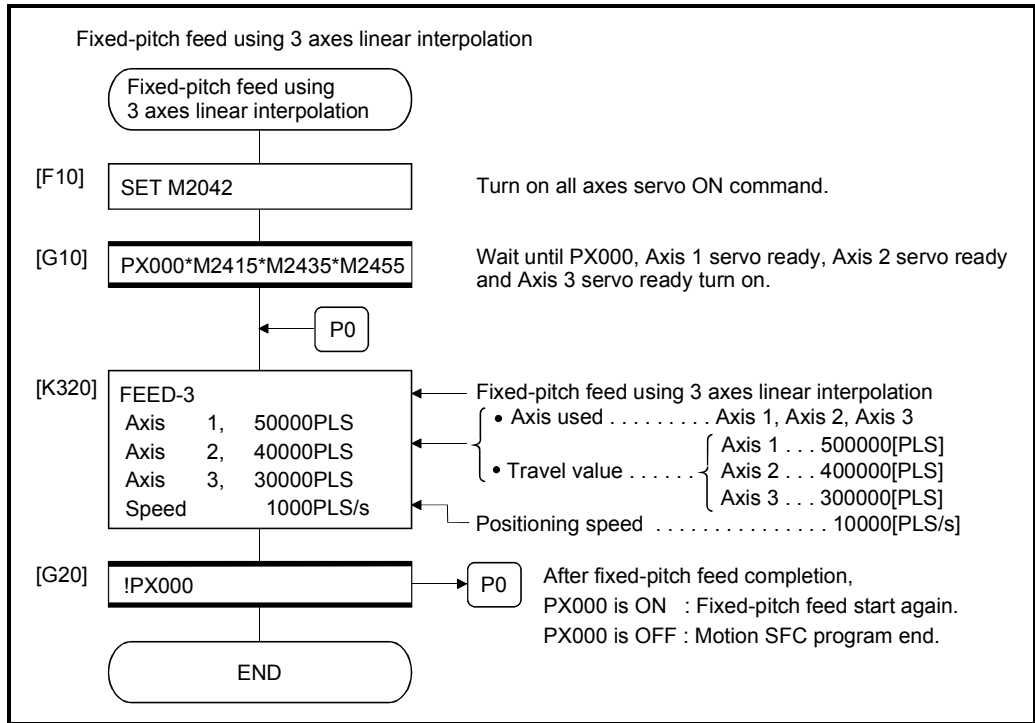 Fixed-pitch feed using 3 axes linear interpolation
Fixed-pitch feed using
3 axes linear interpolation
[F10]
SET M2042
Turn on all axes servo ON command.
[G10]
PX000*M2415*M2435*M2455
Wait until PX000, Axis 1 servo ready, Axis 2 servo ready
and Axis 3 servo ready turn on.
P0
[K320]
FEED-3
Axis 1, 50000PLS
Axis 2, 40000PLS
Axis 3, 30000PLS
Speed 1000PLS/s
Fixed-pitch feed using 3 axes linear interpolation
• Axis used . . . . . . . . . Axis 1, Axis 2, Axis 3
• Travel value . . . . . .
Axis 1 . . . 500000[PLS]
Axis 2 . . . 400000[PLS]
Axis 3 . . . 300000[PLS]
Positioning speed . . . . . . . . . . . . . . . 10000[PLS/s]
[G20]
!PX000
P0
After fixed-pitch feed completion,
PX000 is ON : Fixed-pitch feed start again.
PX000 is OFF : Motion SFC program end.
END